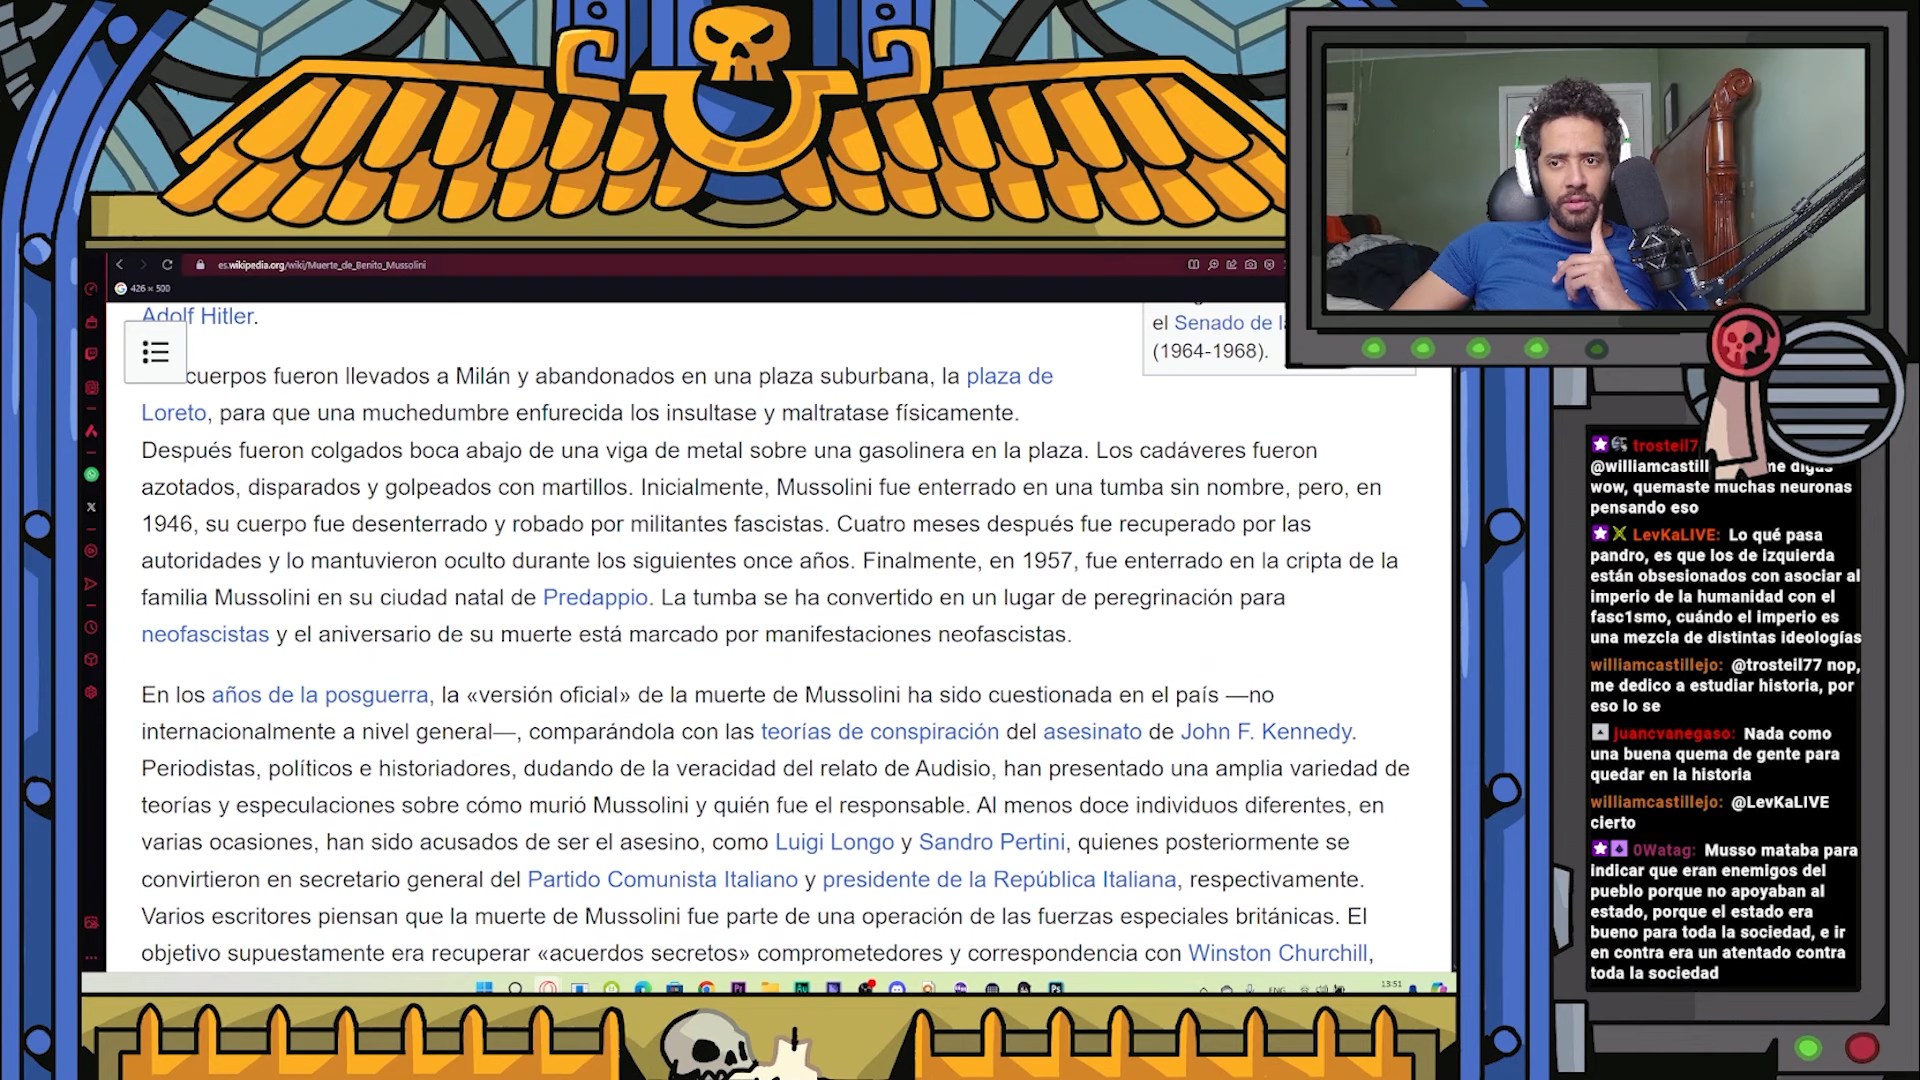 es.wikipedia.org/wiki/Muerte_de_Benito_Mussolini
426 × 500
Adolf Hitler.
el Senado de
(1964-1968).
cuerpos fueron llevados a Milán y abandonados en una plaza suburbana, la plaza de
Loreto, para que una muchedumbre enfurecida los insultase y maltratase físicamente.
Después fueron colgados boca abajo de una viga de metal sobre una gasolinera en la plaza. Los cadáveres fueron
azotados, disparados y golpeados con martillos. Inicialmente, Mussolini fue enterrado en una tumba sin nombre, pero, en
1946, su cuerpo fue desenterrado y robado por militantes fascistas. Cuatro meses después fue recuperado por las
autoridades y lo mantuvieron oculto durante los siguientes once años. Finalmente, en 1957, fue enterrado en la cripta de la
familia Mussolini en su ciudad natal de Predappio. La tumba se ha convertido en un lugar de peregrinación para
neofascistas y el aniversario de su muerte está marcado por manifestaciones neofascistas.
En los años de la posguerra, la «versión oficial» de la muerte de Mussolini ha sido cuestionada en el país —no
internacionalmente a nivel general—, comparándola con las teorías de conspiración del asesinato de John F. Kennedy.
Periodistas, políticos e historiadores, dudando de la veracidad del relato de Audisio, han presentado una amplia variedad de
teorías y especulaciones sobre cómo murió Mussolini y quién fue el responsable. Al menos doce individuos diferentes, en
varias ocasiones, han sido acusados de ser el asesino, como Luigi Longo y Sandro Pertini, quienes posteriormente se
convirtieron en secretario general del Partido Comunista Italiano y presidente de la República Italiana, respectivamente.
Varios escritores piensan que la muerte de Mussolini fue parte de una operación de las fuerzas especiales británicas. El
objetivo supuestamente era recuperar «acuerdos secretos» comprometedores y correspondencia con Winston Churchill,
ENG
13:51
trosteil7
@williamcastill me digas
wow, quemaste muchas neuronas
pensando eso
LevKaLIVE: Lo qué pasa
pandro, es que los de izquierda
están obsesionados con asociar al
imperio de la humanidad con el
fasc1smo, cuándo el imperio es
una mezcla de distintas ideologías
williamcastillejo: @trosteil77 nop,
me dedico a estudiar historia, por
eso lo se
juancvanegaso: Nada como
una buena quema de gente para
quedar en la historia
williamcastillejo: @LevKaLIVE
cierto
0Watag: Musso mataba para
indicar que eran enemigos del
pueblo porque no apoyaban al
estado, porque el estado era
bueno para toda la sociedad, e ir
en contra era un atentado contra
toda la sociedad